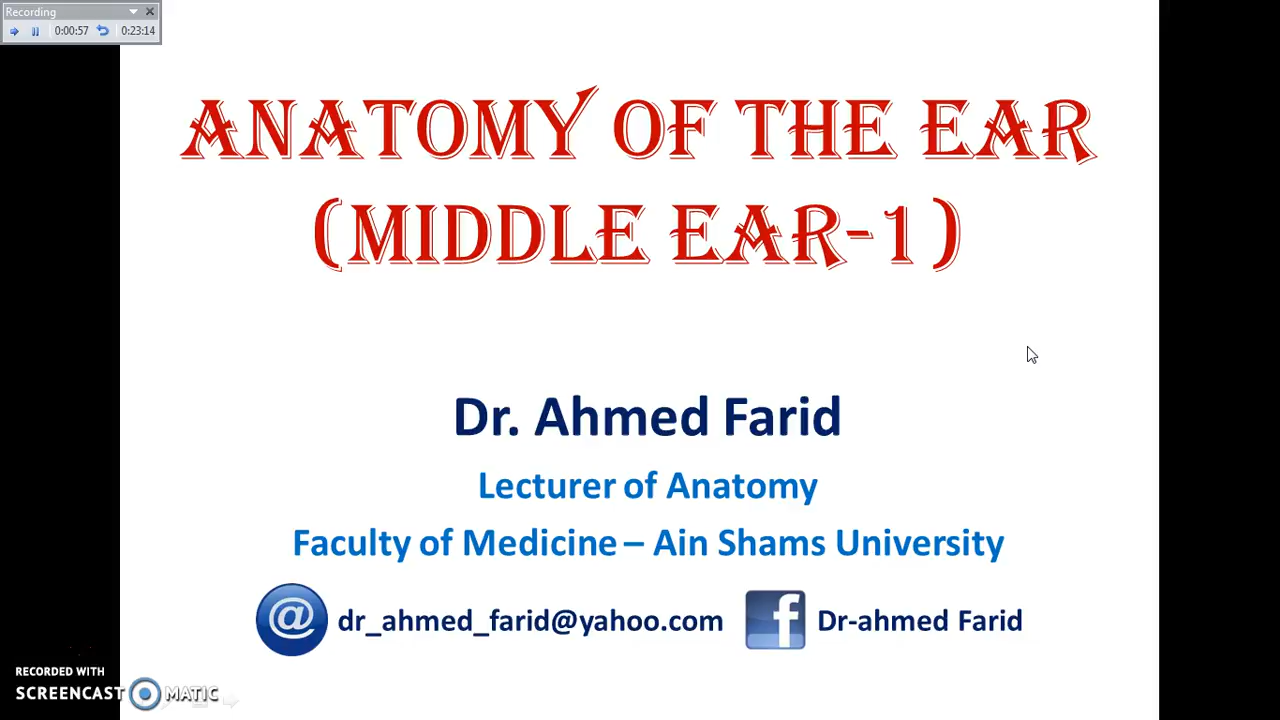 Recording
0:00:57 0:23:14
ANATOMY OF THE EAR
(MIDDLE EAR-1)
Dr. Ahmed Farid
Lecturer of Anatomy
Faculty of Medicine – Ain Shams University
@ dr_ahmed_farid@yahoo.com f Dr-ahmed Farid
RECORDED WITH
SCREENCAST MATIC